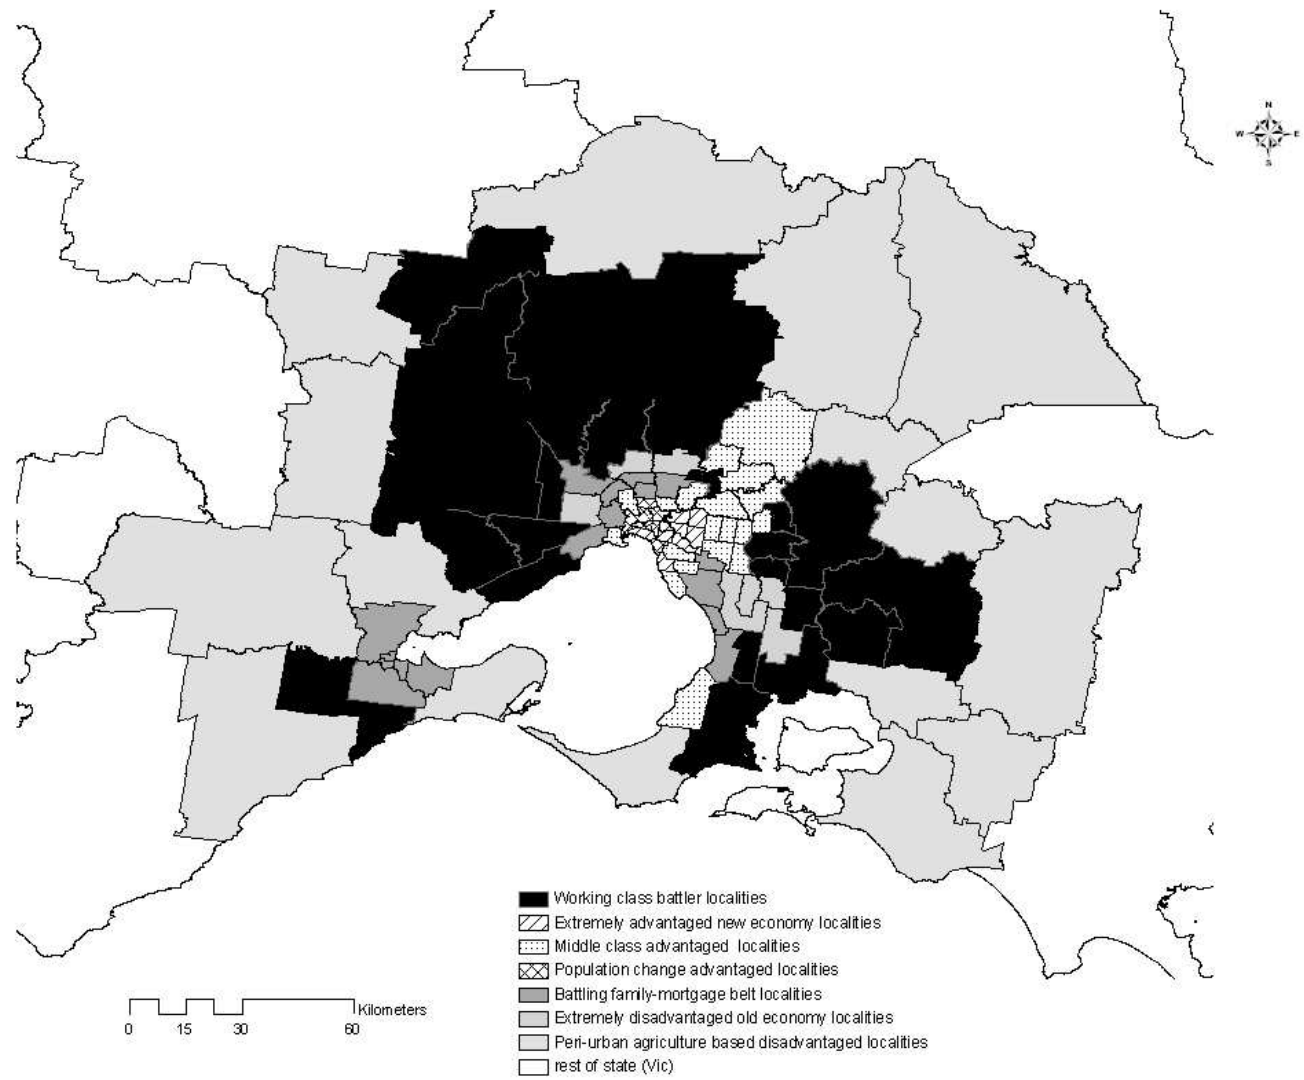 N
W E
S
Working class battler localities
Extremely advantaged new economy localities
Middle class advantaged localities
Population change advantaged localities
Battling family-mortgage belt localities
Extremely disadvantaged old economy localities
Peri-urban agriculture based disadvantaged localities
rest of state (Vic)
Kilometers
0 15 30 60